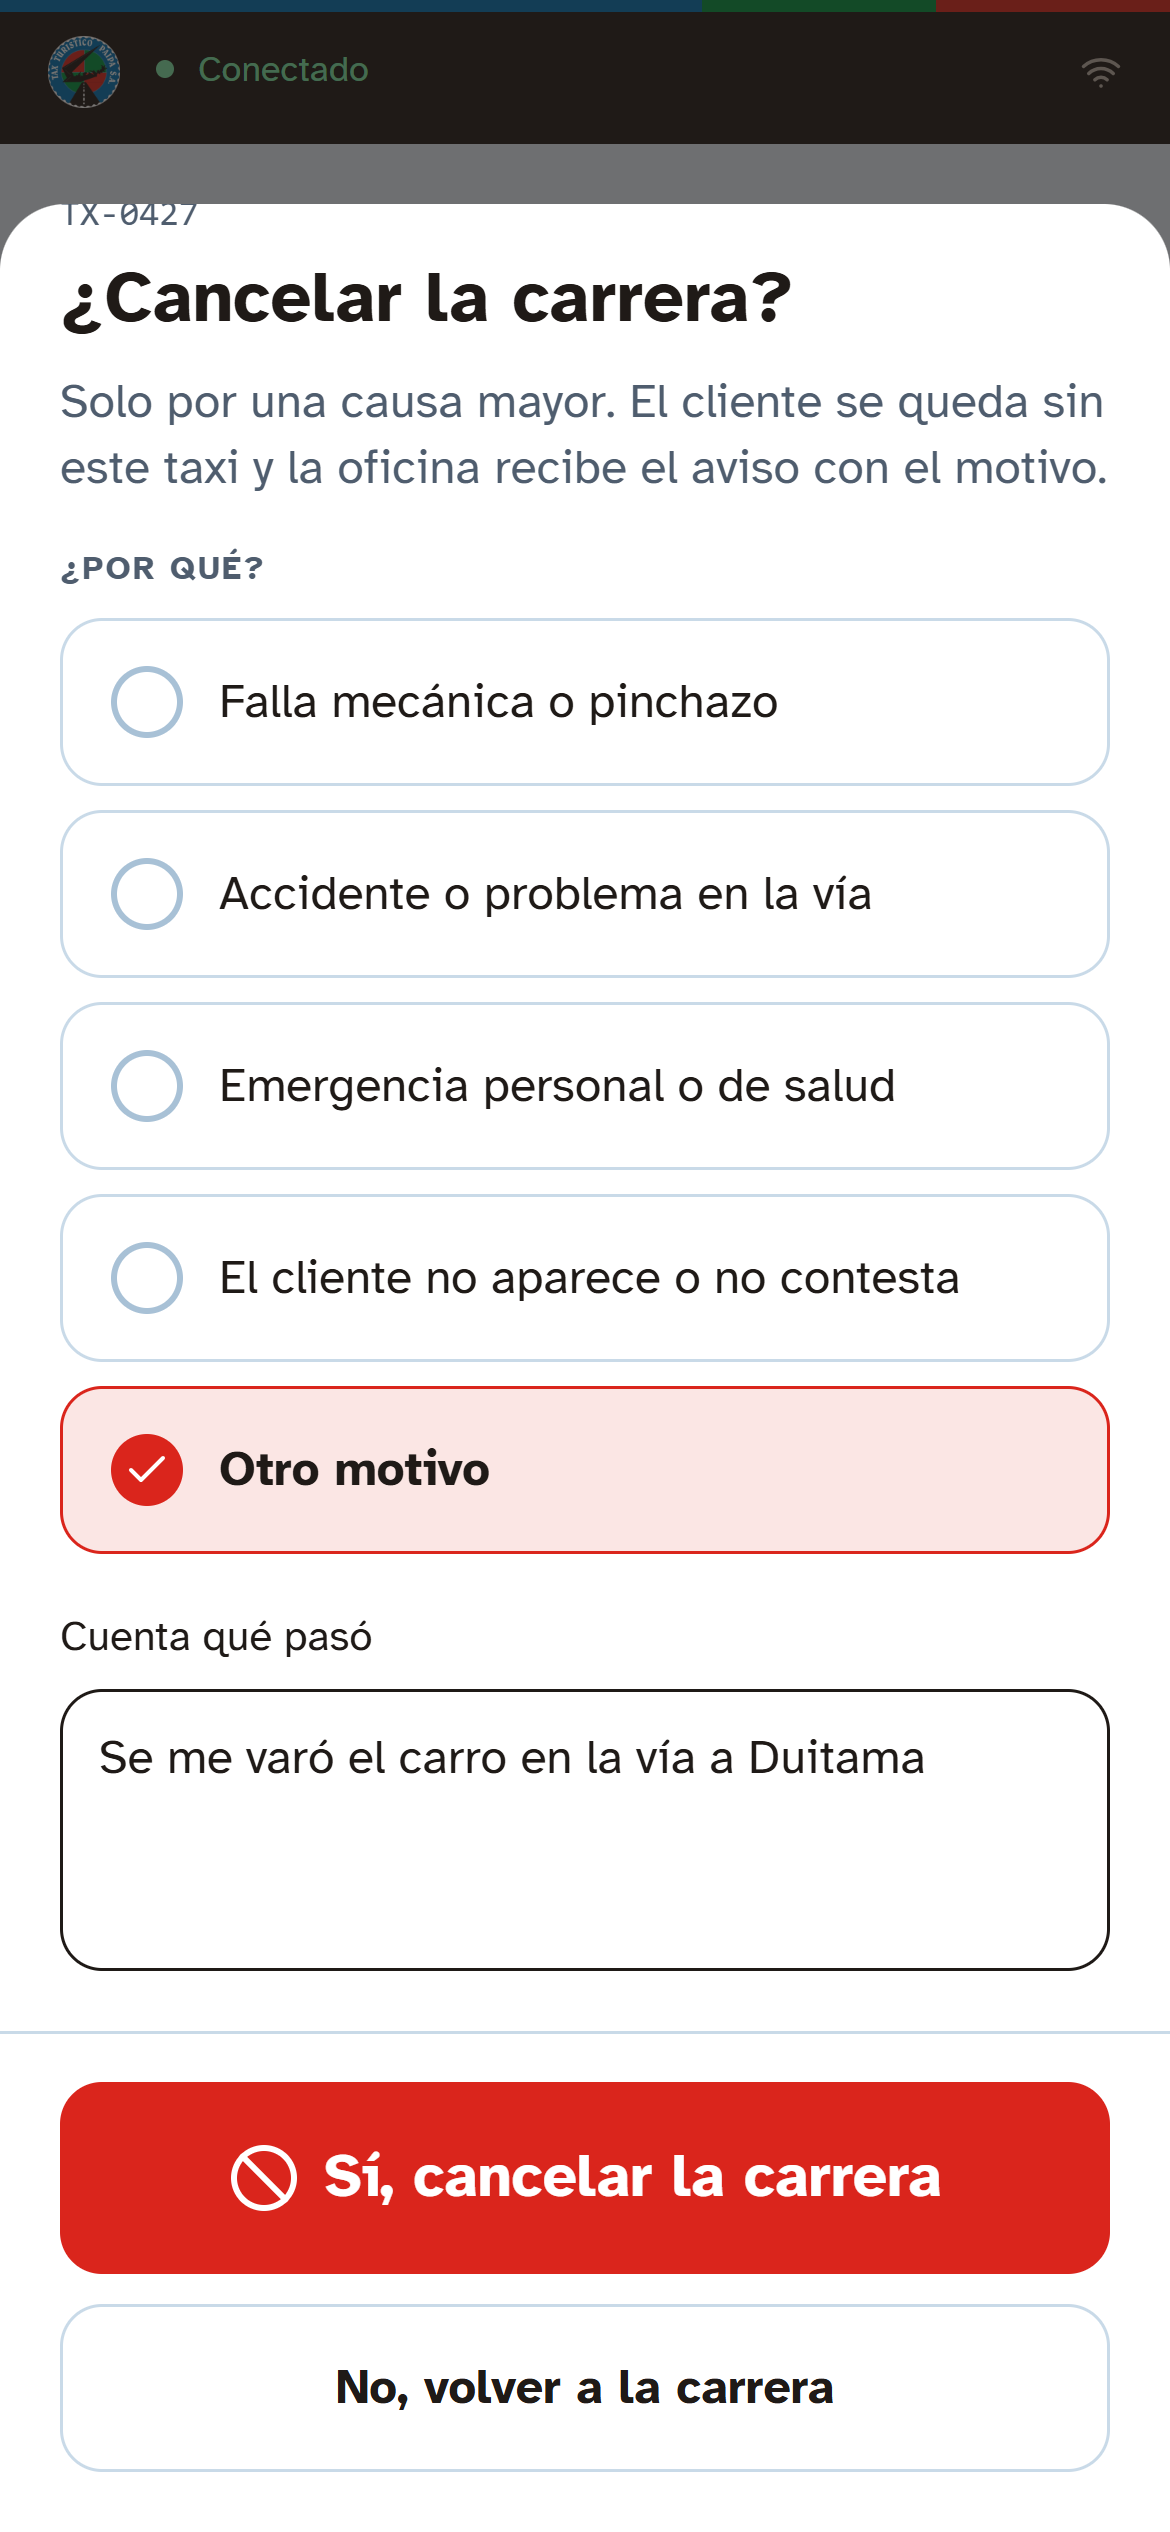 TAX TURISTICO PAIPA S.A
Conectado
TX-0427
¿Cancelar la carrera?
Solo por una causa mayor. El cliente se queda sin
este taxi y la oficina recibe el aviso con el motivo.
¿POR QUÉ?
Falla mecánica o pinchazo
Accidente o problema en la vía
Emergencia personal o de salud
El cliente no aparece o no contesta
Otro motivo
Cuenta qué pasó
Se me varó el carro en la vía a Duitama
Sí, cancelar la carrera
No, volver a la carrera